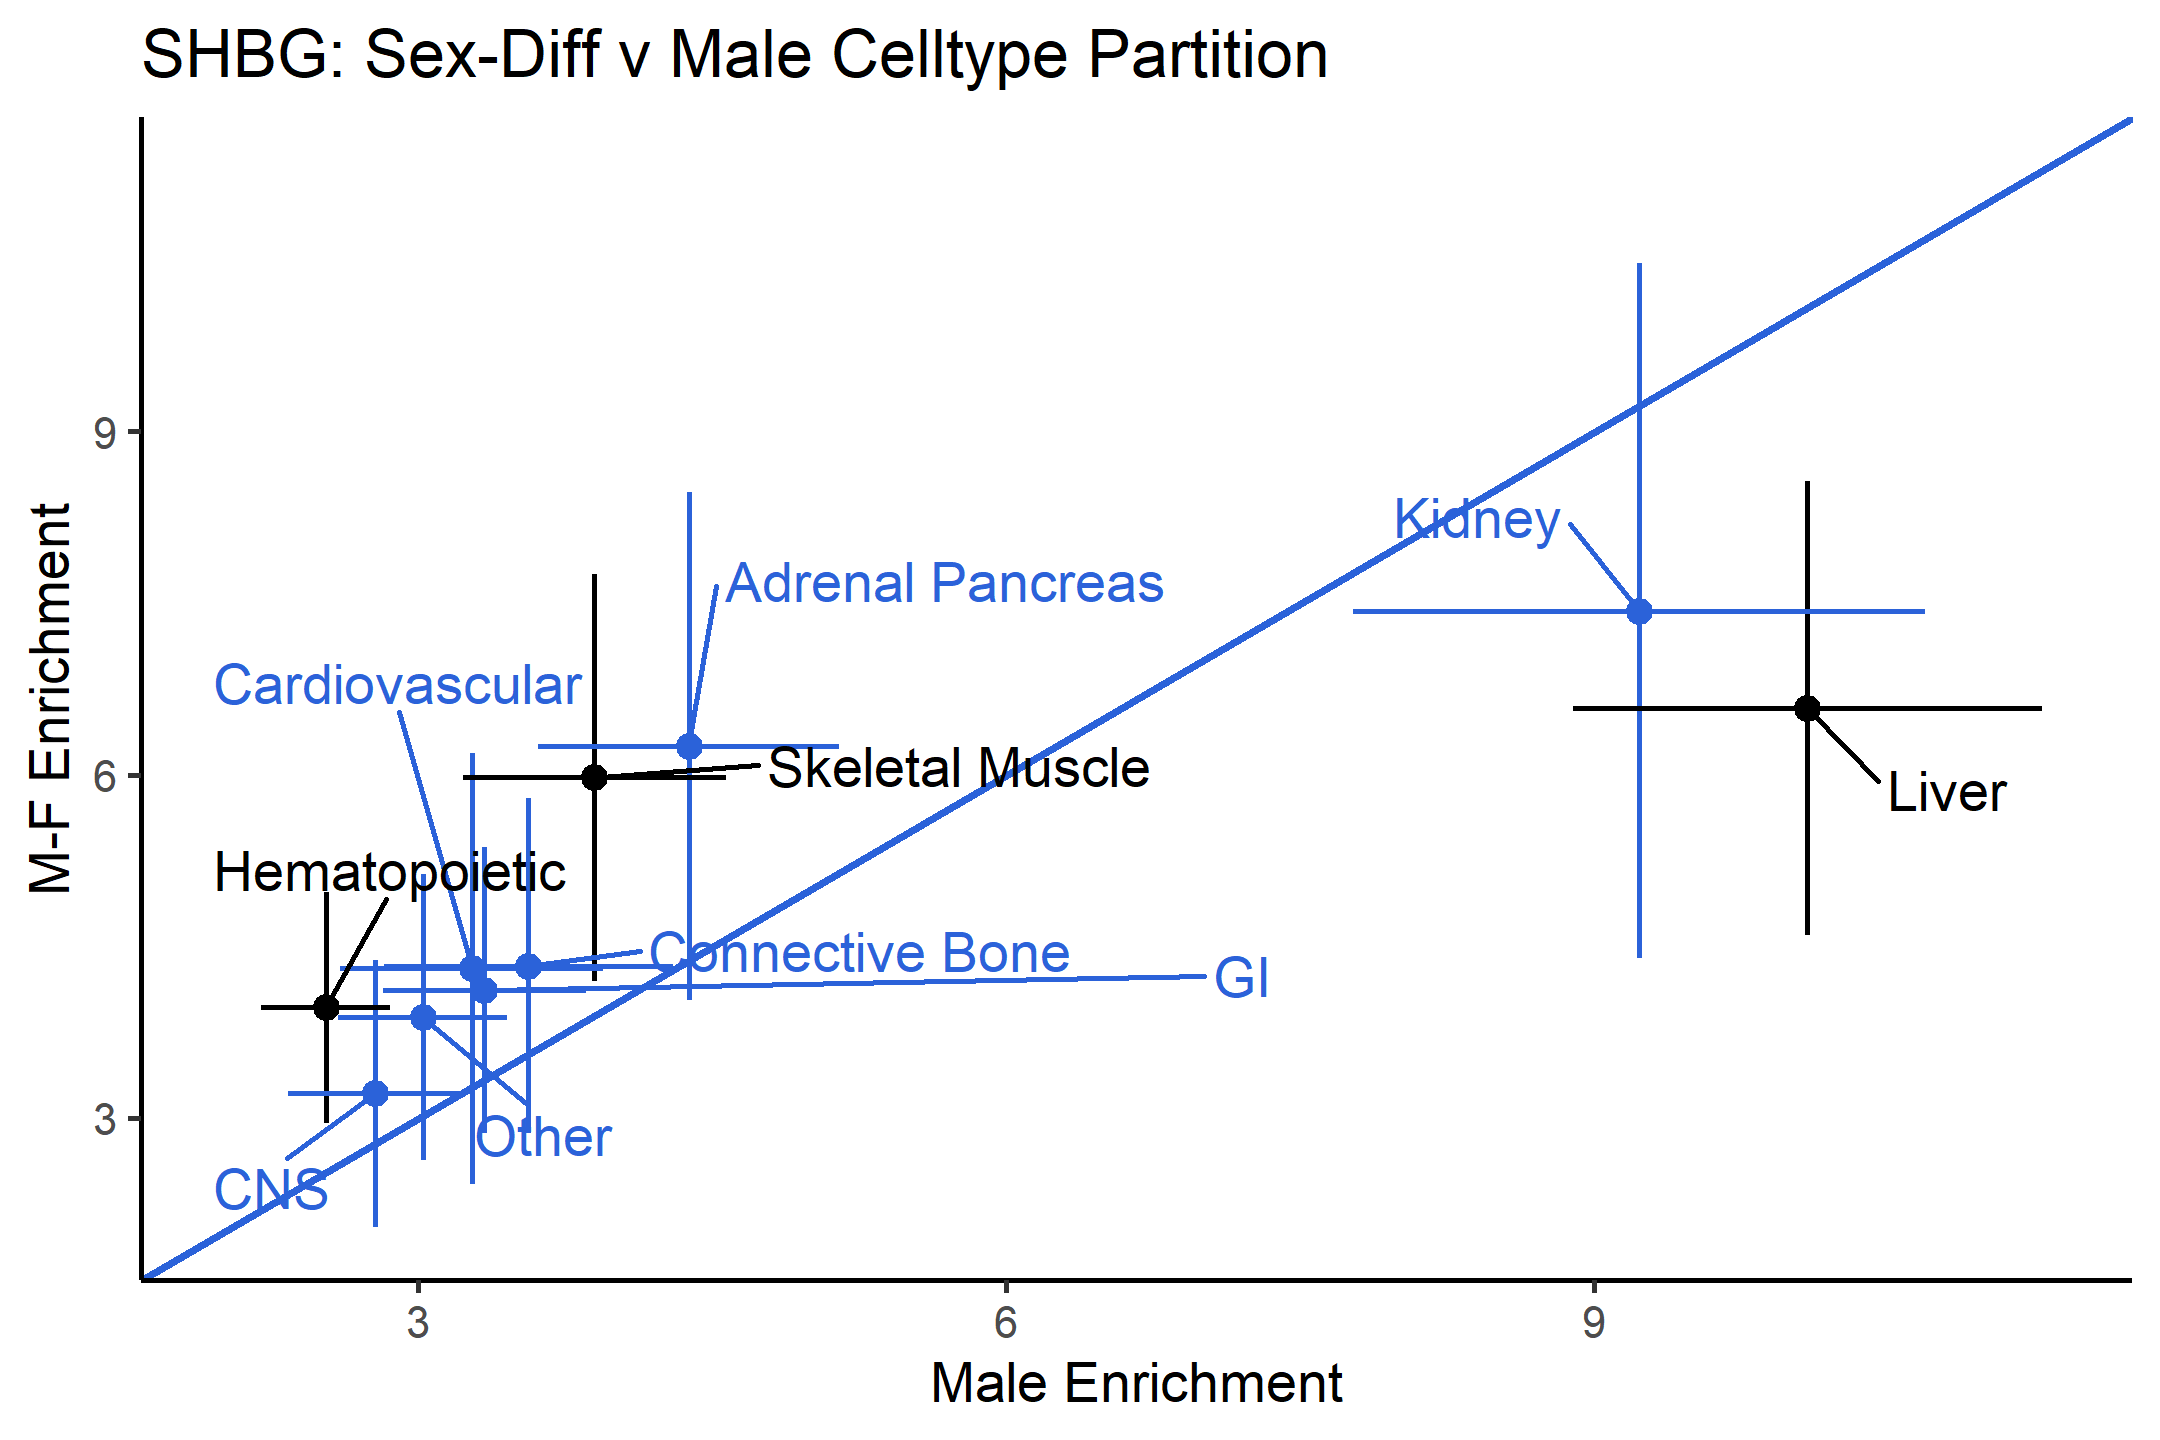 SHBG: Sex-Diff v Male Celltype Partition
M-F Enrichment
9
6
3
Kidney
Adrenal Pancreas
Cardiovascular
Skeletal Muscle
Liver
Hematopoietic
Connective Bone
GI
Other
CNS
3
6
9
Male Enrichment